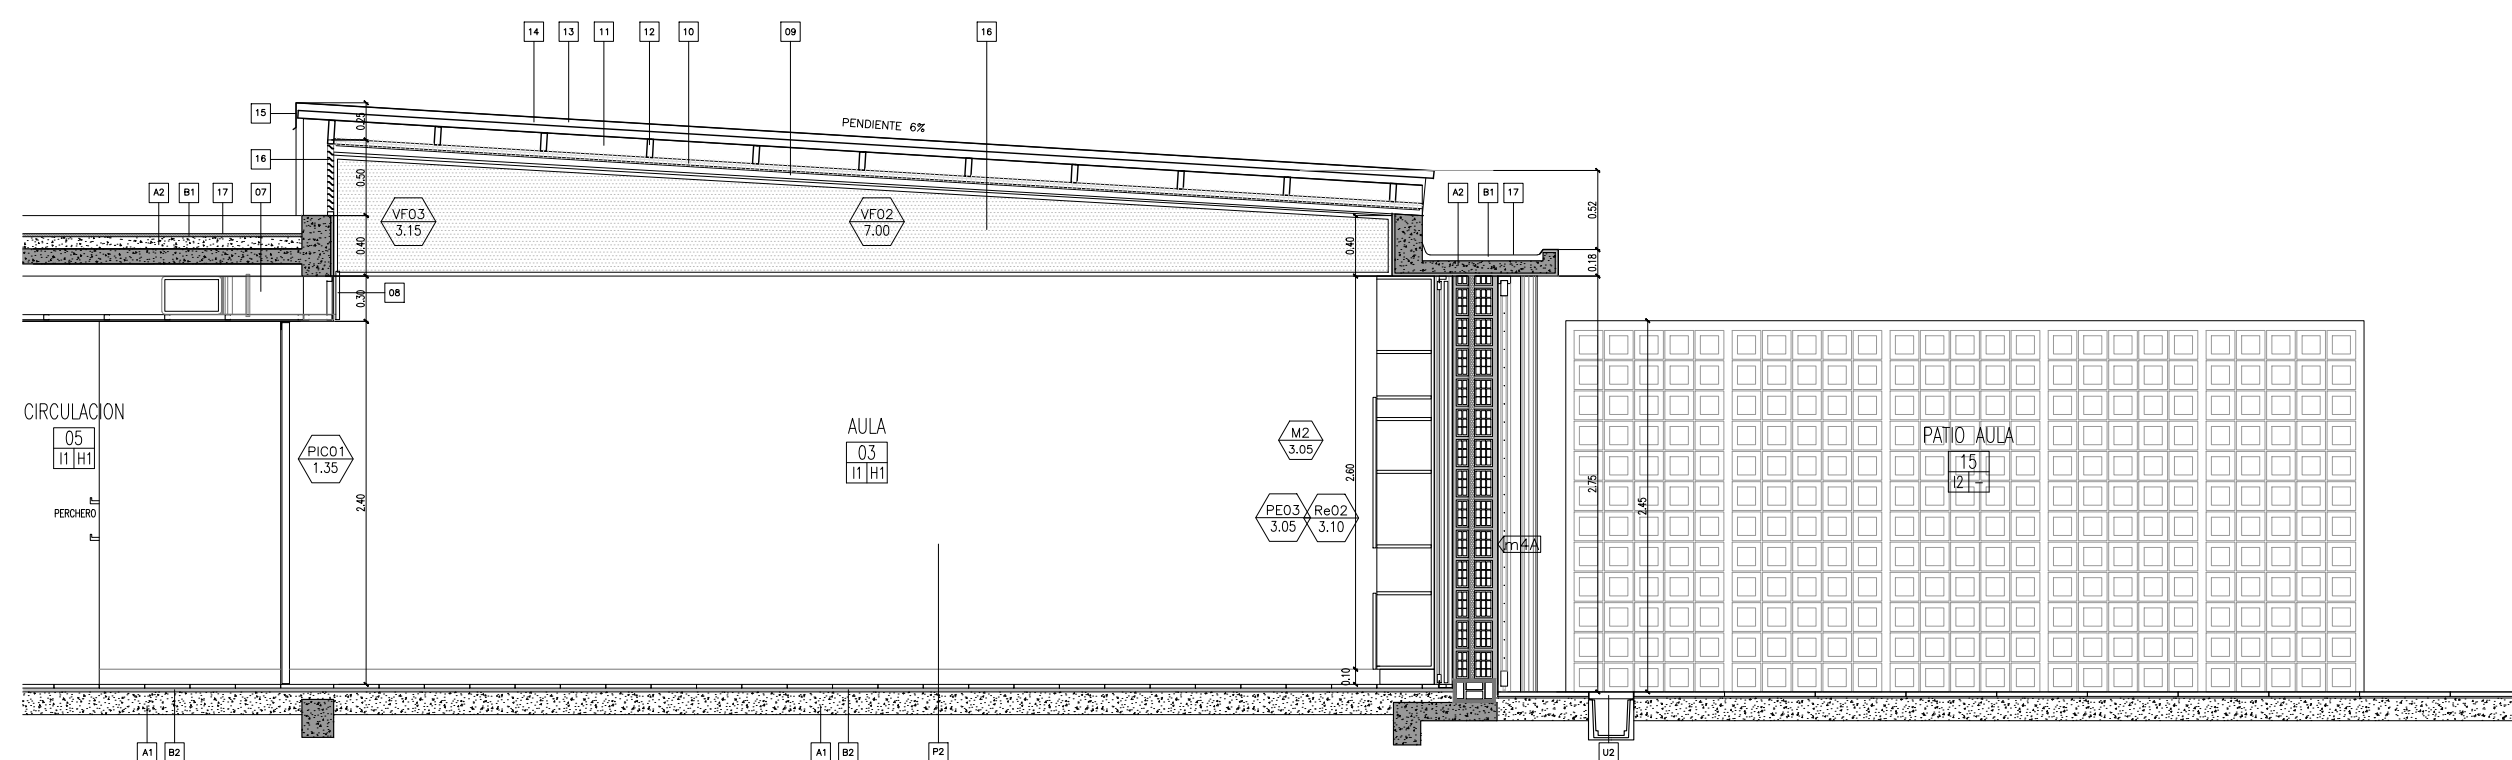 14 13 11 12 10 09 16
15
0.25
PENDIENTE 6%
16
0.50
A2 B1 17 07
A2 B1 17
VF03
3.15
VF02
7.00
0.52
0.40
0.40
0.18
0.30
08
CIRCULACION
05
I1 H1
AULA
03
I1 H1
M2
3.05
PATIO AULA
15
I2 -
PIC01
1.35
2.60
2.40
2.75
2.45
PERCHERO
PE03
3.05
Re02
3.10
m4A
0.10
A1 B2
A1 B2
P2
U2